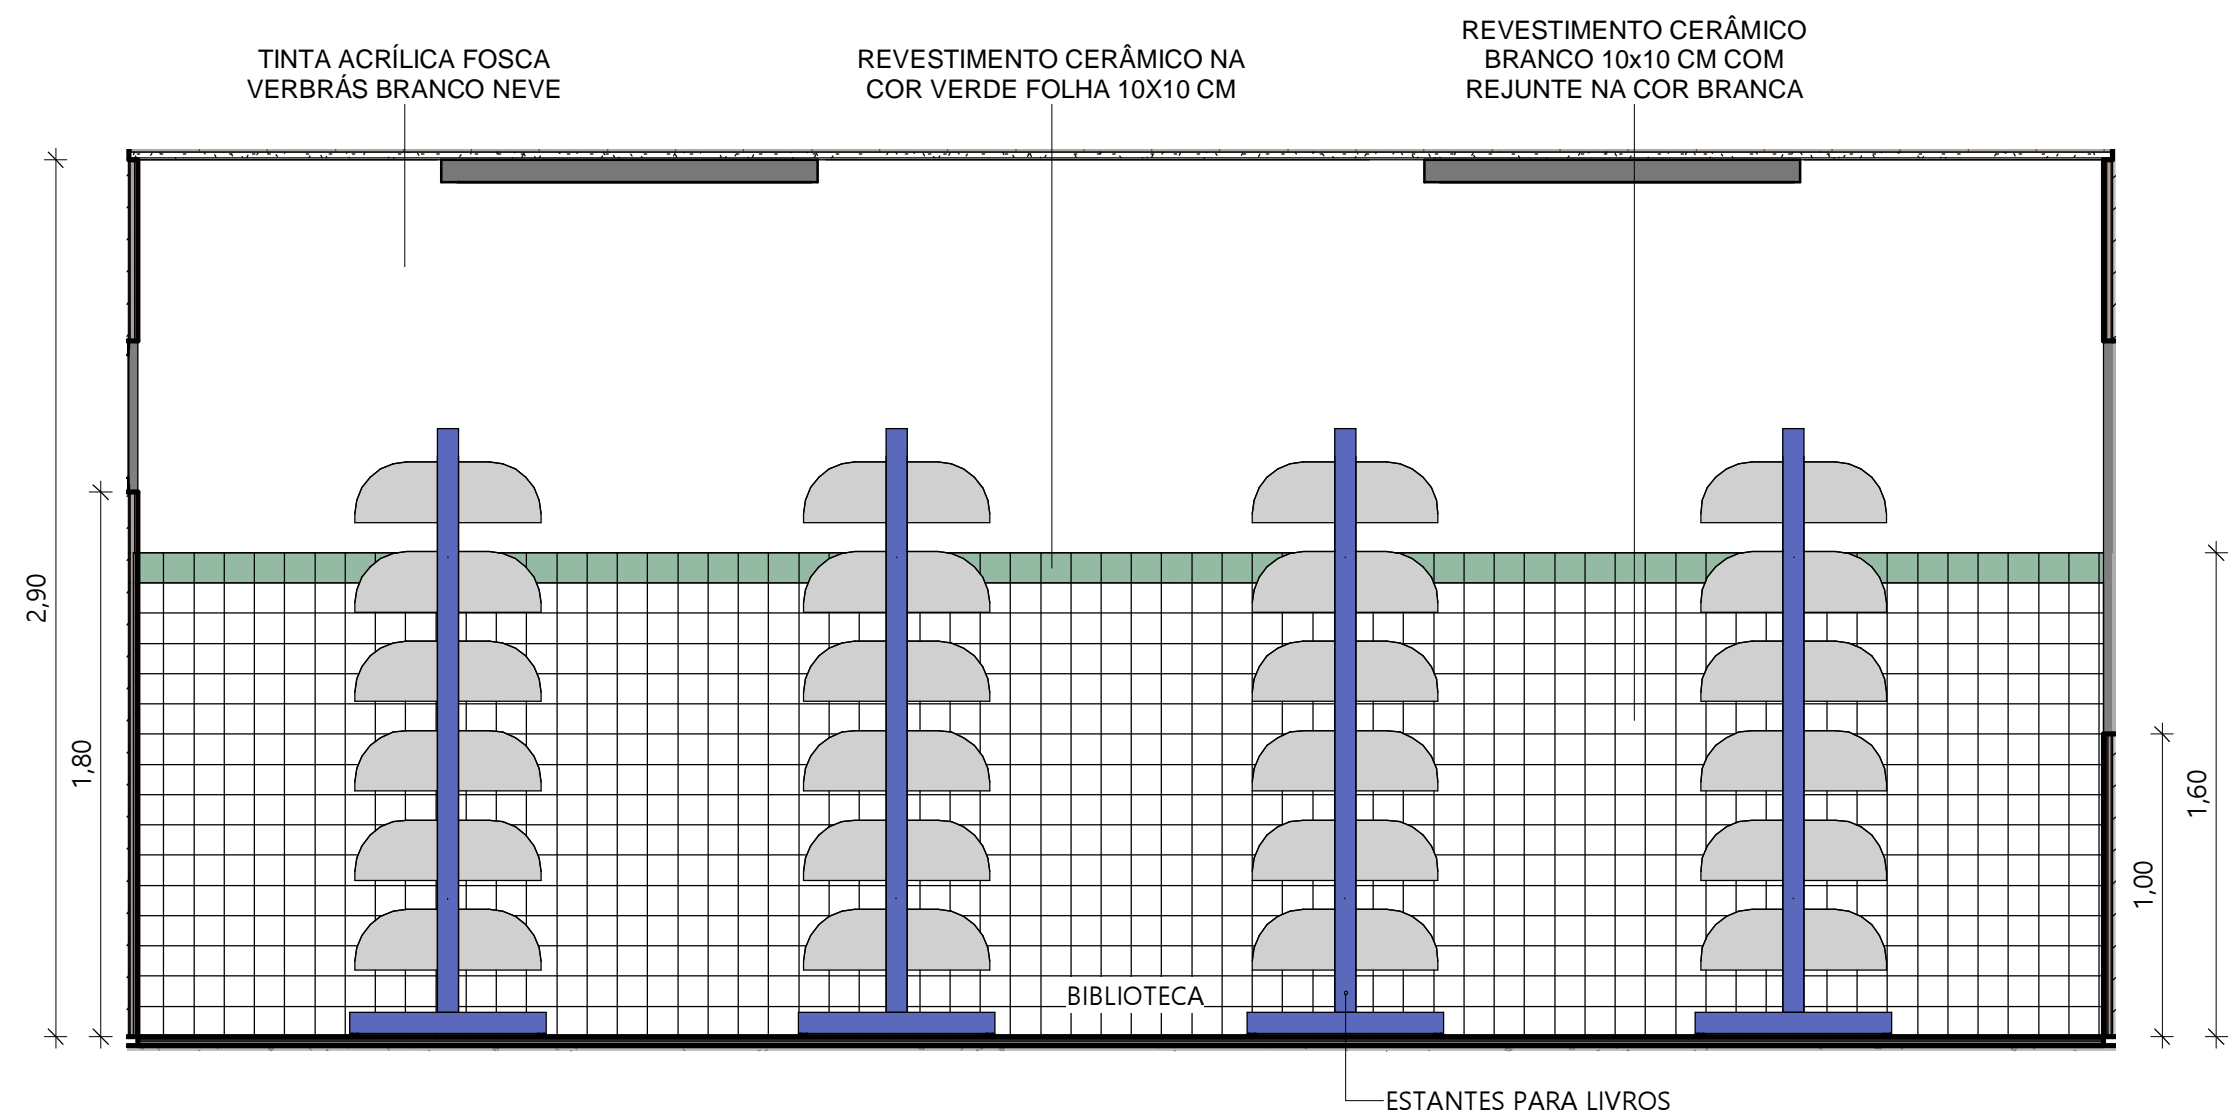 TINTA ACRÍLICA FOSCA
VERBRÁS BRANCO NEVE
REVESTIMENTO CERÂMICO NA
COR VERDE FOLHA 10X10 CM
REVESTIMENTO CERÂMICO
BRANCO 10x10 CM COM
REJUNTE NA COR BRANCA
2,90
1,80
1,60
1,00
BIBLIOTECA
ESTANTES PARA LIVROS